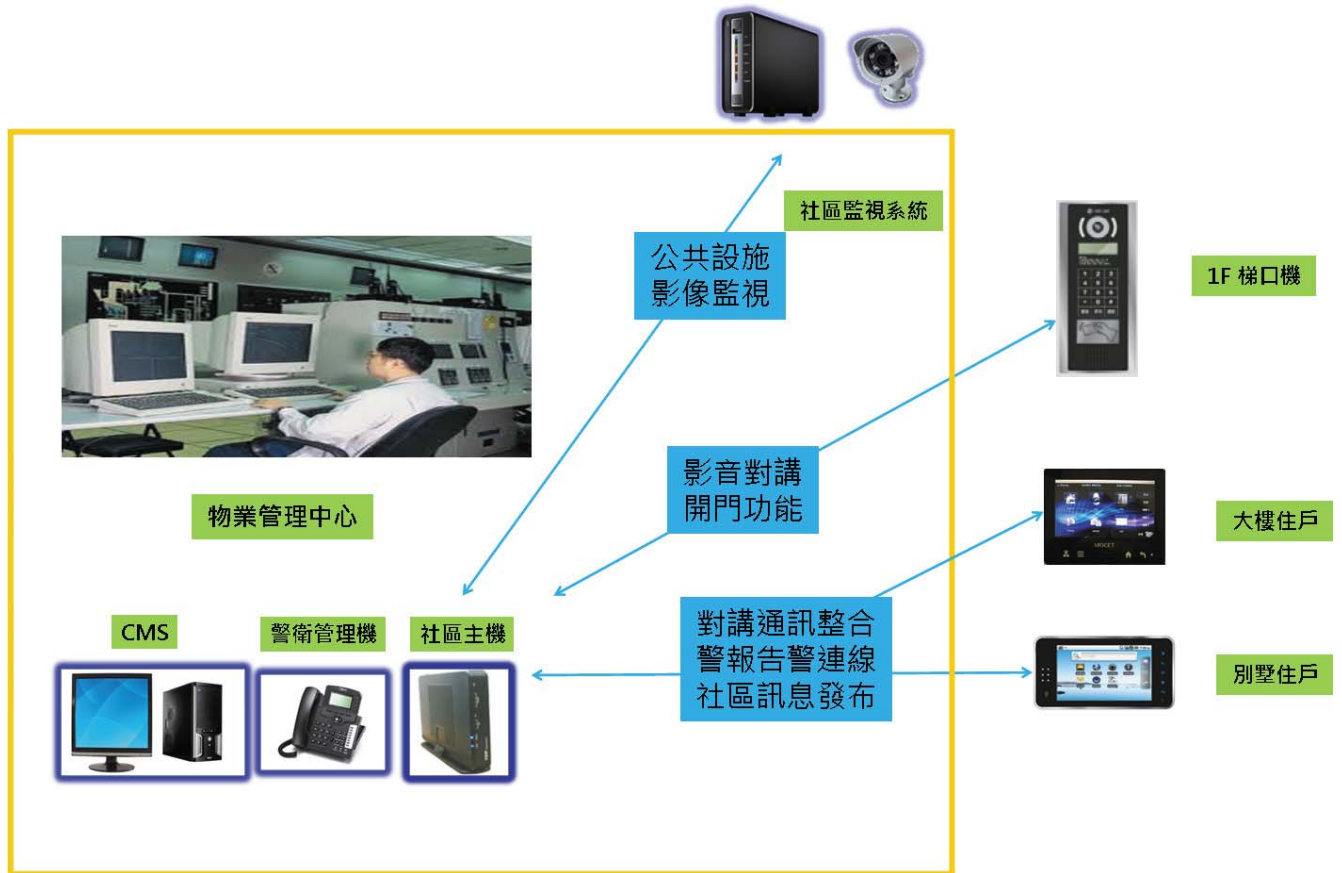 社區監視系統
公共設施
影像監視
1F 梯口機
影音對講
開門功能
物業管理中心
大樓住戶
CMS
警衛管理機
社區主機
對講通訊整合
警報告警連線
社區訊息發布
別墅住戶